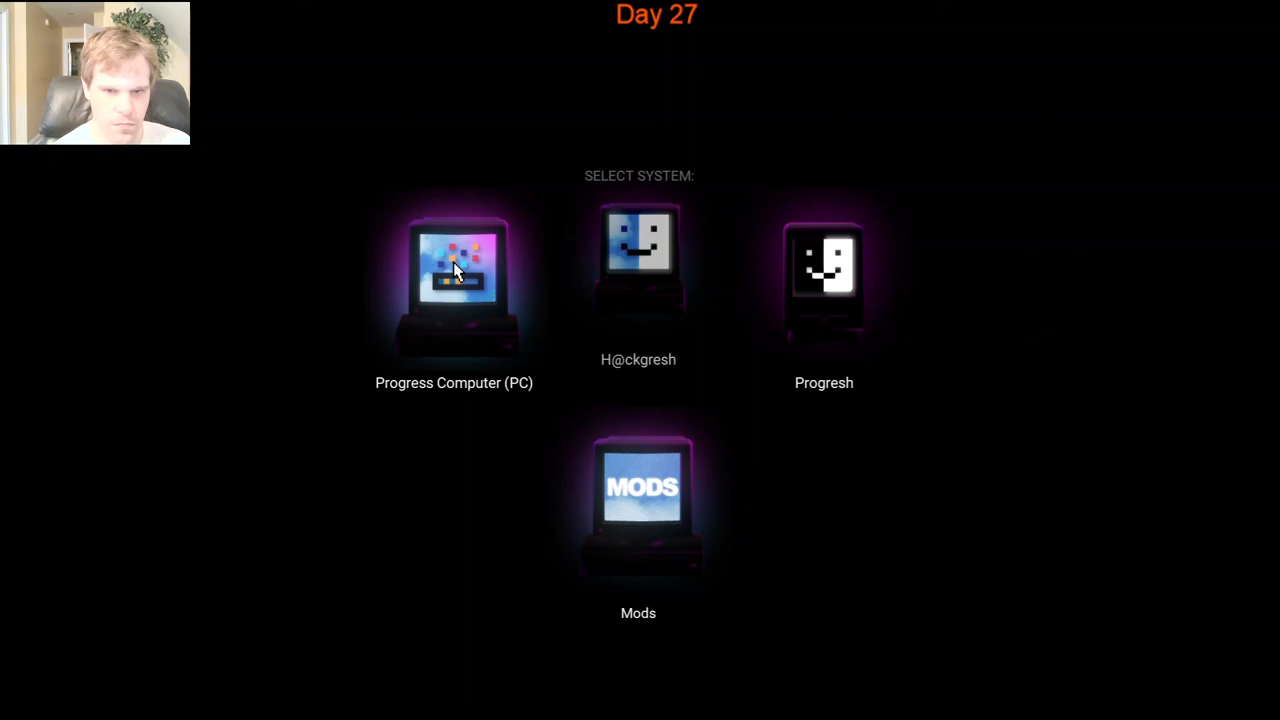 Day 27
SELECT SYSTEM:
H@ckgresh
Progress Computer (PC)
Progresh
MODS
Mods